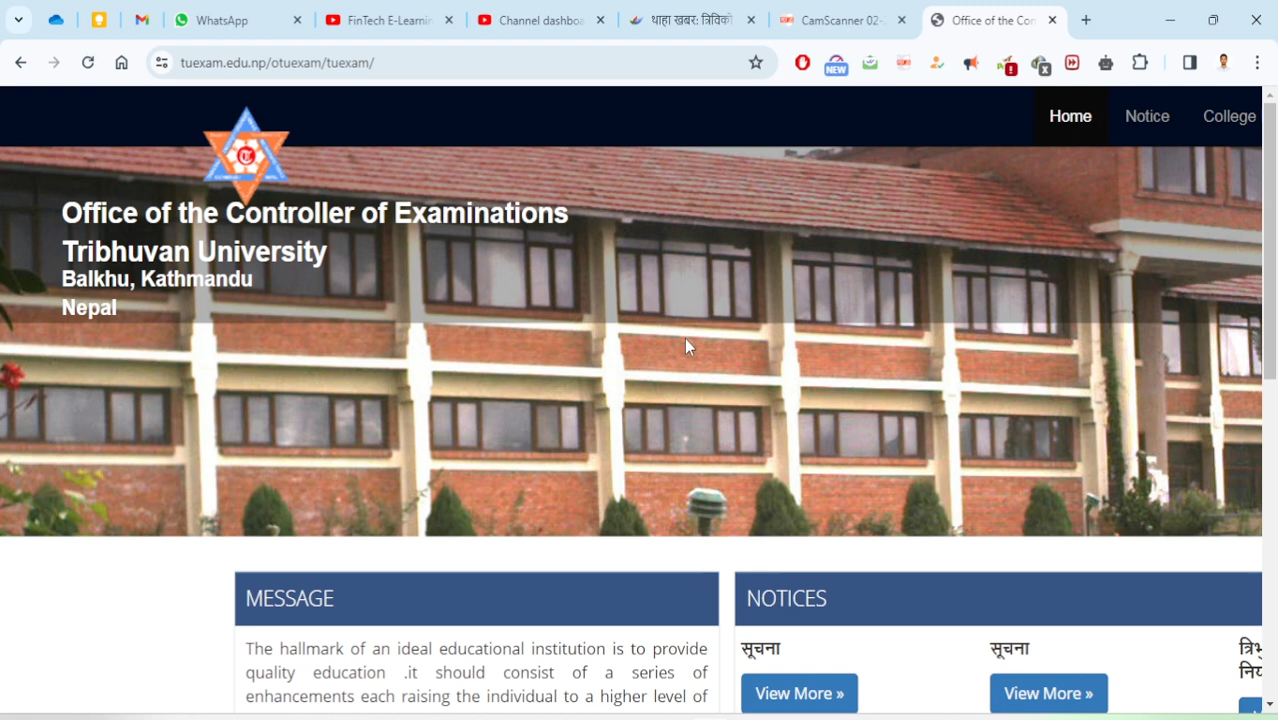 WhatsApp
FinTech E-Learnin
Channel dashboa
थाहा खबर: त्रिविको
CamScanner 02-
Office of the Con
tuexam.edu.np/otuexam/tuexam/
NEW
Home
Notice
College
Office of the Controller of Examinations
Tribhuvan University
Balkhu, Kathmandu
Nepal
MESSAGE
The hallmark of an ideal educational institution is to provide
quality education .it should consist of a series of
enhancements each raising the individual to a higher level of
NOTICES
सूचना
View More »
सूचना
View More »